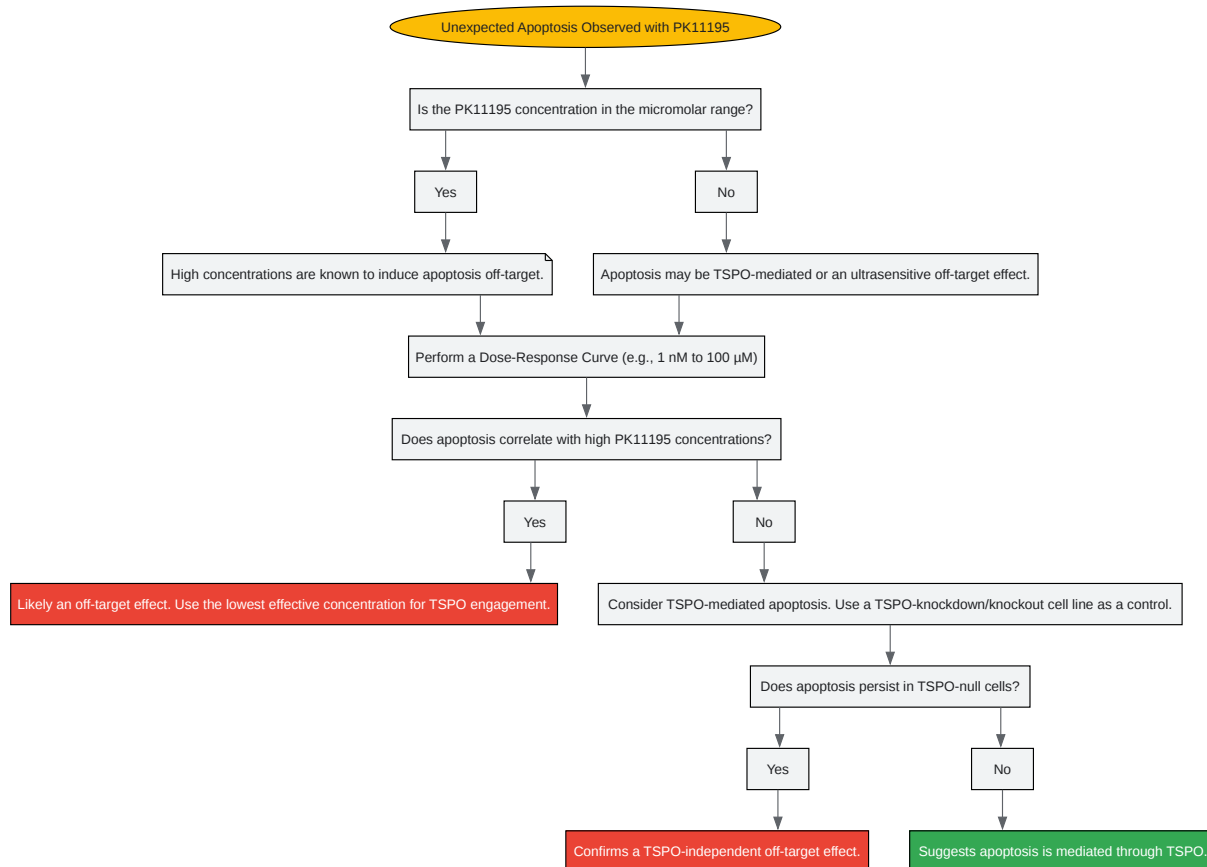 Unexpected Apoptosis Observed with PK11195
Is the PK11195 concentration in the micromolar range?
Yes
No
High concentrations are known to induce apoptosis off-target.
Apoptosis may be TSPO-mediated or an ultrasensitive off-target effect.
Perform a Dose-Response Curve (e.g., 1 nM to 100 µM)
Does apoptosis correlate with high PK11195 concentrations?
Yes
No
Likely an off-target effect. Use the lowest effective concentration for TSPO engagement.
Consider TSPO-mediated apoptosis. Use a TSPO-knockdown/knockout cell line as a control.
Does apoptosis persist in TSPO-null cells?
Yes
No
Confirms a TSPO-independent off-target effect.
Suggests apoptosis is mediated through TSPO.